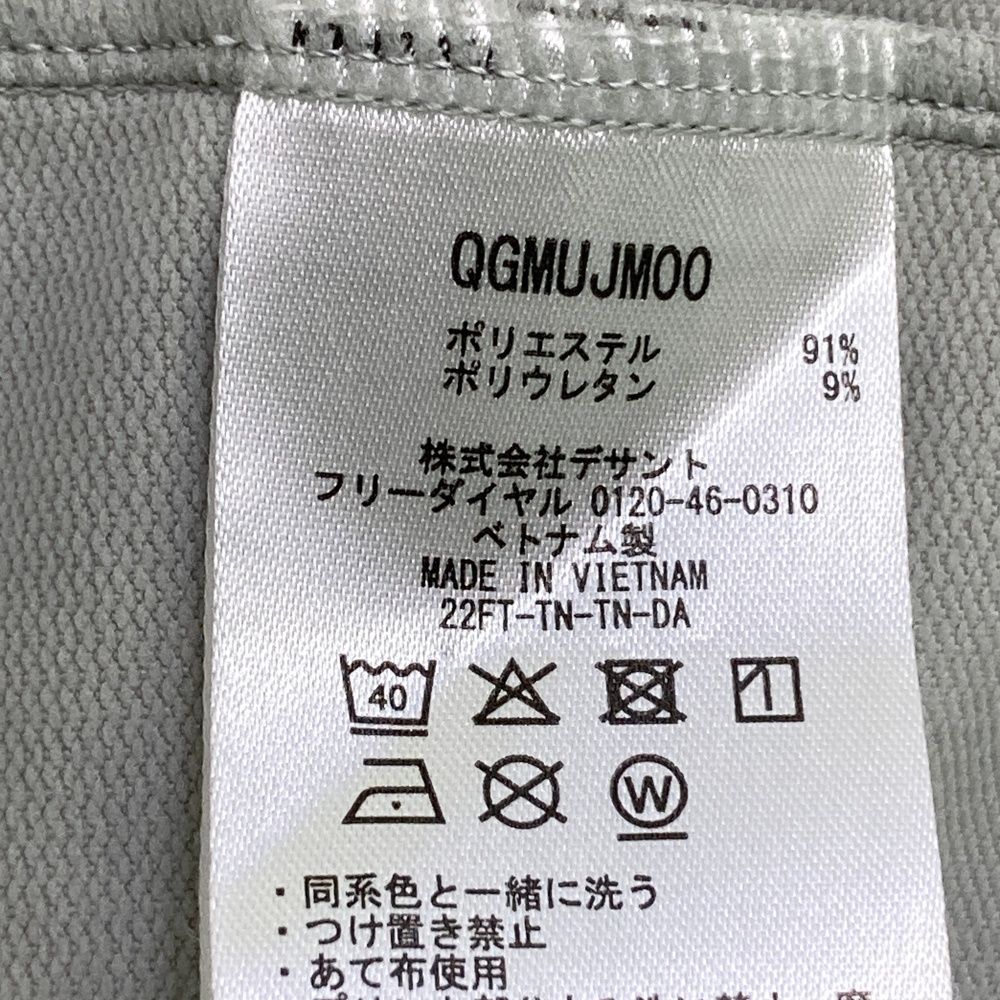 QGMUJM00
ポリエステル 91%
ポリウレタン 9%
株式会社デサント
フリーダイヤル 0120-46-0310
ベトナム製
MADE IN VIETNAM
22FT-TN-TN-DA
40
W
・同系色と一緒に洗う
・つけ置き禁止
・あて布使用